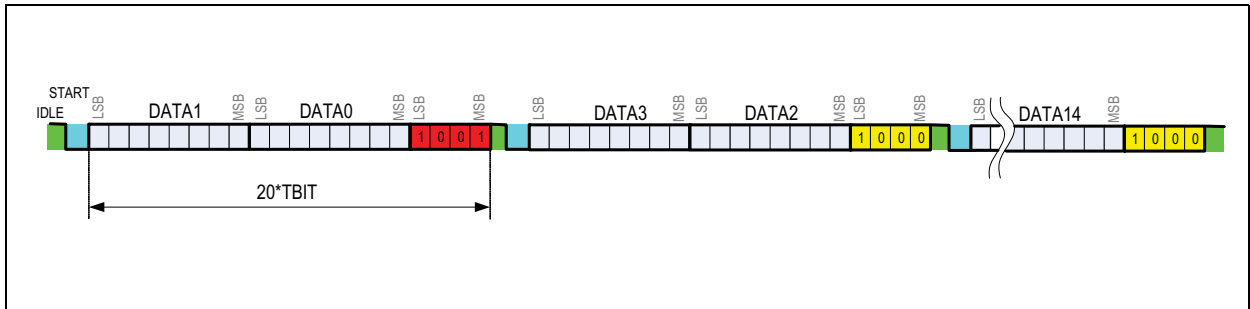 START
IDLE
LSB DATA1 MSB LSB DATA0 MSB LSB MSB LSB DATA3 MSB LSB DATA2 MSB LSB MSB LSB DATA14 MSB
1 0 0 1 1 0 0 0 1 0 0 0
20*TBIT